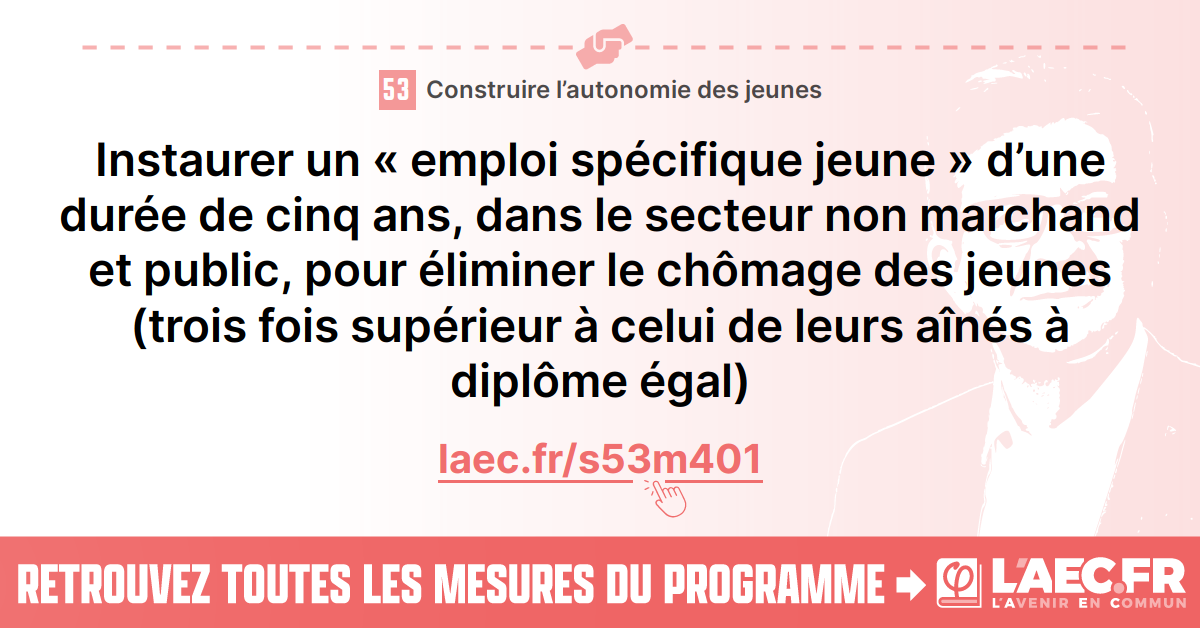 53 Construire l’autonomie des jeunes
Instaurer un « emploi spécifique jeune » d’une
durée de cinq ans, dans le secteur non marchand
et public, pour éliminer le chômage des jeunes
(trois fois supérieur à celui de leurs aînés à
diplôme égal)
laec.fr/s53m401
RETROUVEZ TOUTES LES MESURES DU PROGRAMME
φ L'AEC.FR
L'AVENIR EN COMMUN